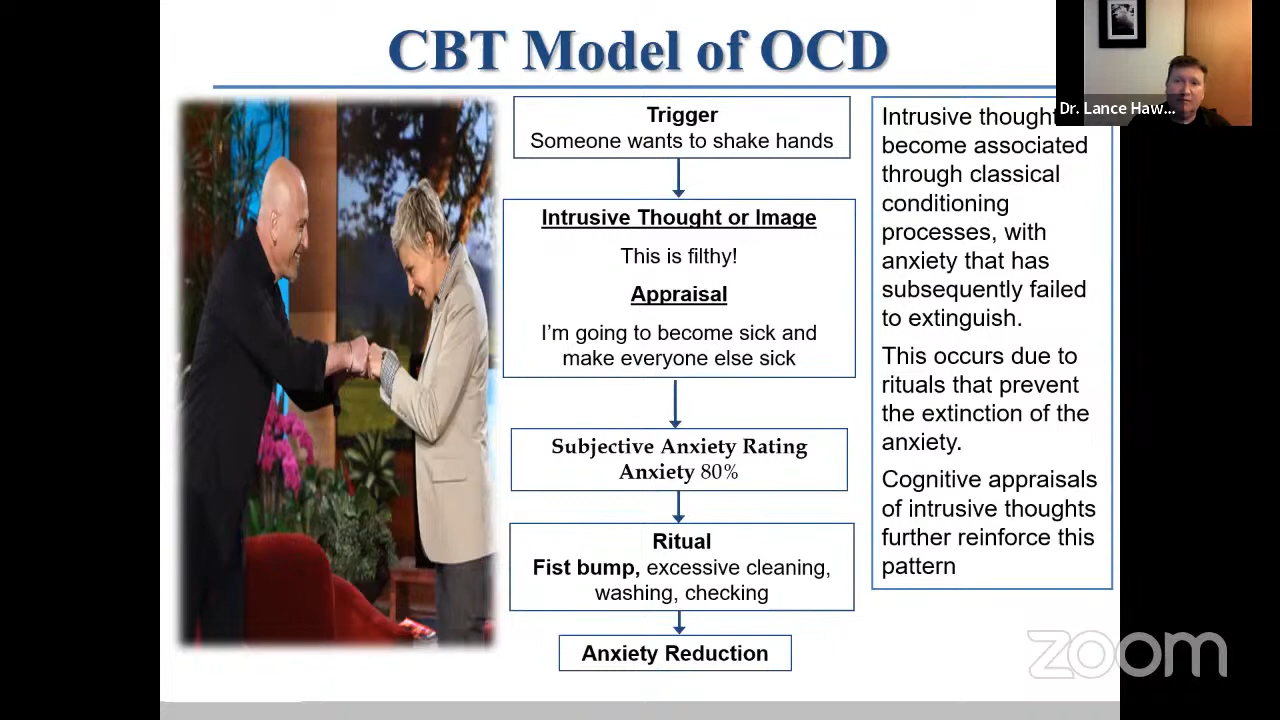 CBT Model of OCD
Trigger
Someone wants to shake hands
Intrusive Thought or Image
This is filthy!
Appraisal
I'm going to become sick and
make everyone else sick
Subjective Anxiety Rating
Anxiety 80%
Ritual
Fist bump, excessive cleaning,
washing, checking
Anxiety Reduction
Intrusive thought
become associated
through classical
conditioning
processes, with
anxiety that has
subsequently failed
to extinguish.
This occurs due to
rituals that prevent
the extinction of the
anxiety.
Cognitive appraisals
of intrusive thoughts
further reinforce this
pattern
Dr. Lance Haw...
zoom